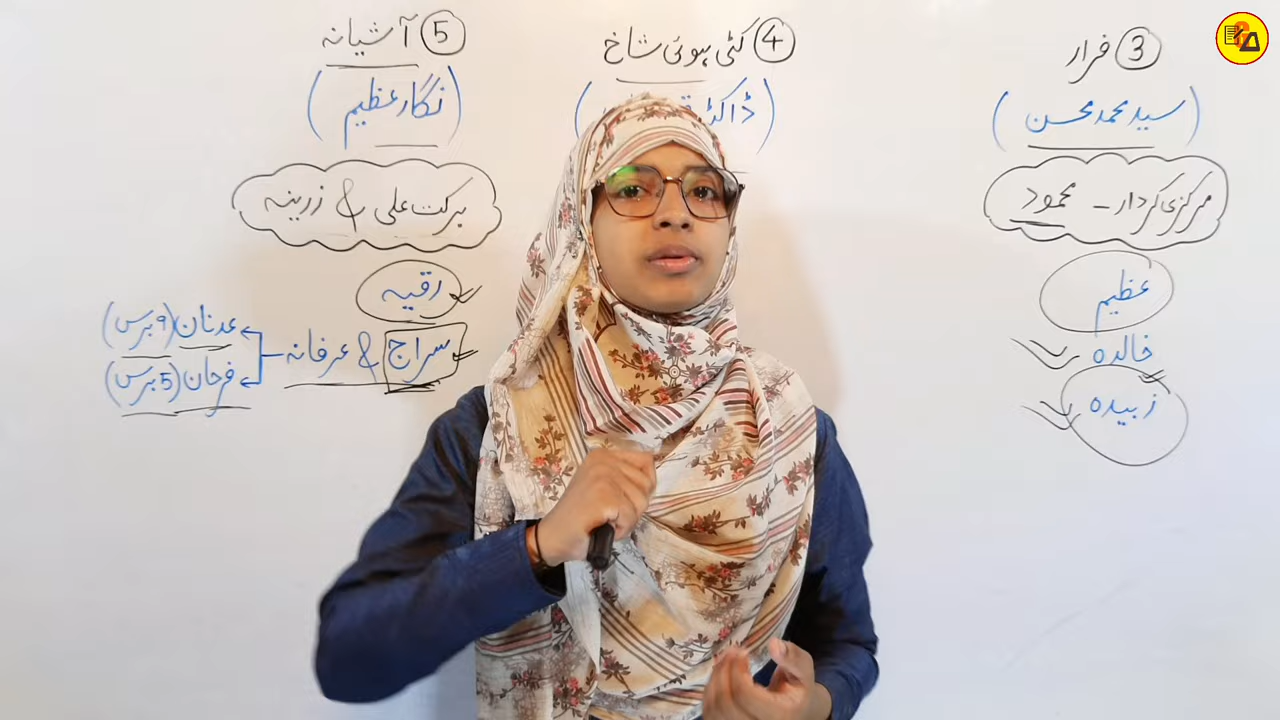 ③ فرار
(سید محمد محسن)
مرکزی کردار - محمود
عظیم
خالدہ
زبیدہ
④ کٹی ہوئی شاخ
(ڈاکٹر
⑤ آشیانہ
(نگار عظیم)
برکت علی & زرینہ
رقیہ
سراج & عرفانہ
عدنان (۹ برس)
فرحان (5 برس)